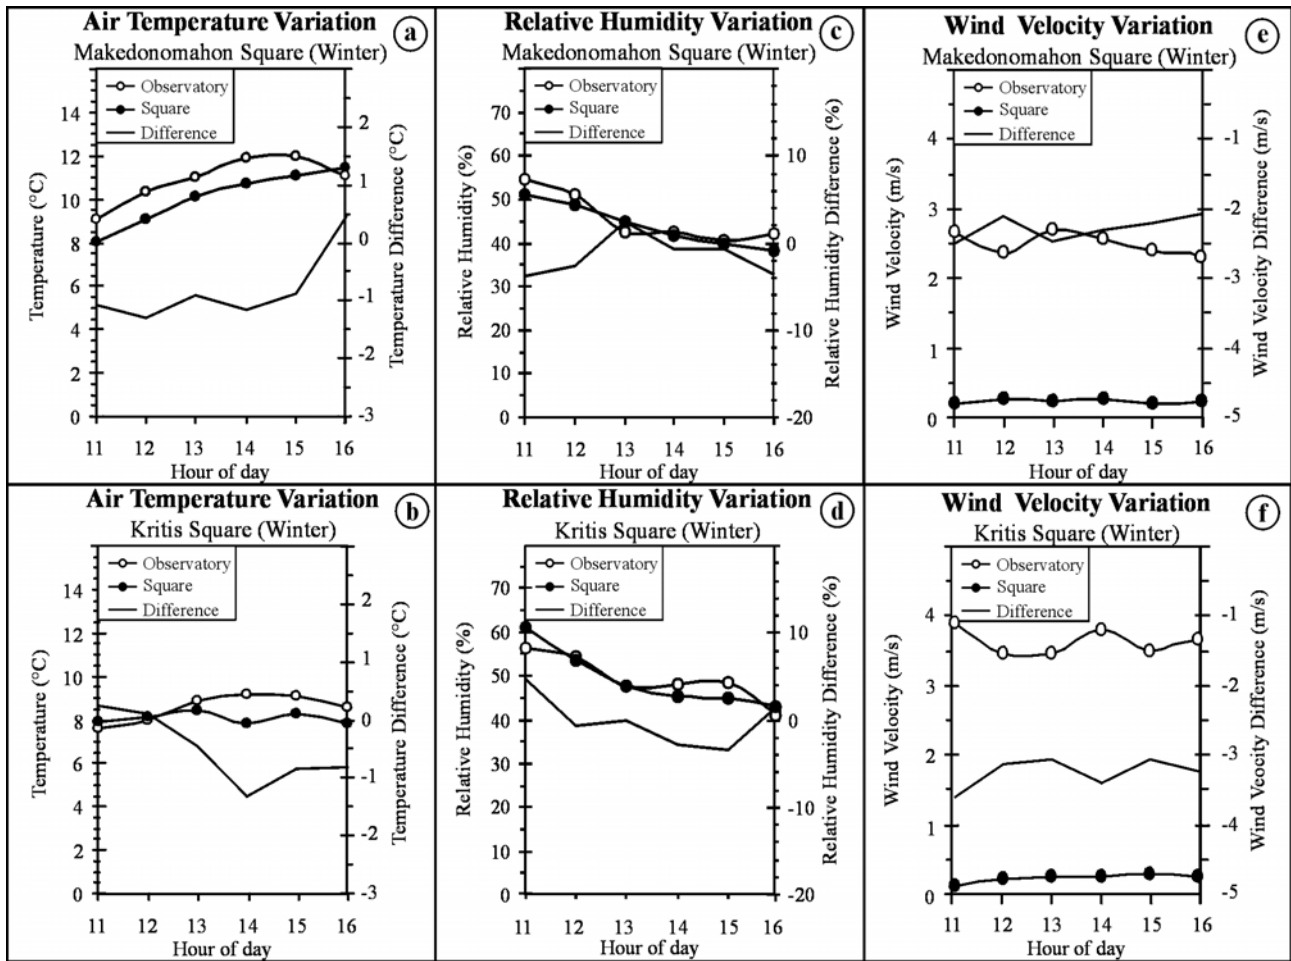 Air Temperature Variation
Makedonomahon Square (Winter)
a
Observatory
Square
Difference
Temperature (°C)
14
12
10
8
6
4
2
0
Temperature Difference (°C)
2
1
0
-1
-2
-3
11 12 13 14 15 16
Hour of day
Relative Humidity Variation
Makedonomahon Square (Winter)
c
Observatory
Square
Difference
Relative Humidity (%)
70
60
50
40
30
20
10
0
Relative Humidity Difference (%)
10
0
-10
-20
11 12 13 14 15 16
Hour of day
Wind Velocity Variation
Makedonomahon Square (Winter)
e
Observatory
Square
Difference
Wind Velocity (m/s)
4
3
2
1
0
Wind Velocity Difference (m/s)
-1
-2
-3
-4
-5
11 12 13 14 15 16
Hour of day
Air Temperature Variation
Kritis Square (Winter)
b
Observatory
Square
Difference
Temperature (°C)
14
12
10
8
6
4
2
0
Temperature Difference (°C)
2
1
0
-1
-2
-3
11 12 13 14 15 16
Hour of day
Relative Humidity Variation
Kritis Square (Winter)
d
Observatory
Square
Difference
Relative Humidity (%)
70
60
50
40
30
20
10
0
Relative Humidity Difference (%)
10
0
-10
-20
11 12 13 14 15 16
Hour of day
Wind Velocity Variation
Kritis Square (Winter)
f
Observatory
Square
Difference
Wind Velocity (m/s)
4
3
2
1
0
Wind Veocity Difference (m/s)
-1
-2
-3
-4
-5
11 12 13 14 15 16
Hour of day